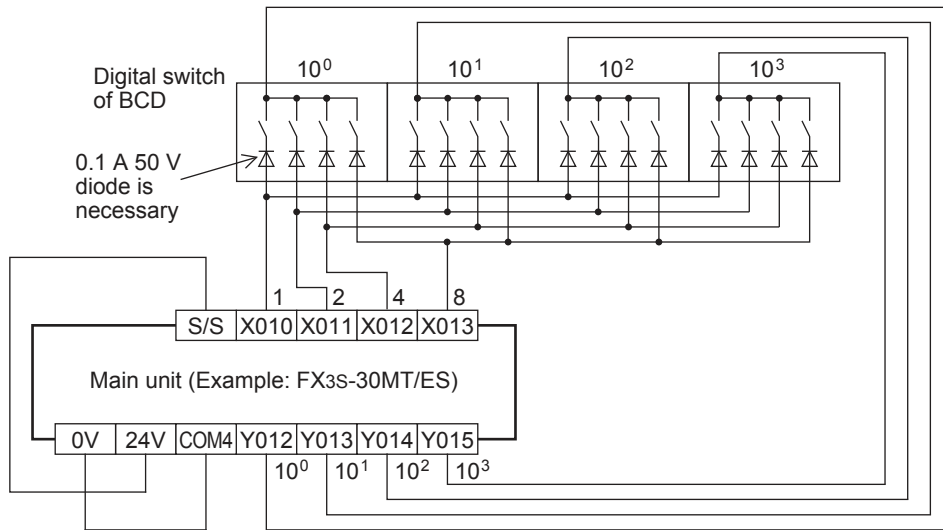 10⁰ 10¹ 10² 10³
Digital switch
of BCD
0.1 A 50 V
diode is
necessary
1 2 4 8
S/S X010 X011 X012 X013
Main unit (Example: FX3S-30MT/ES)
0V 24V COM4 Y012 Y013 Y014 Y015
10⁰ 10¹ 10² 10³